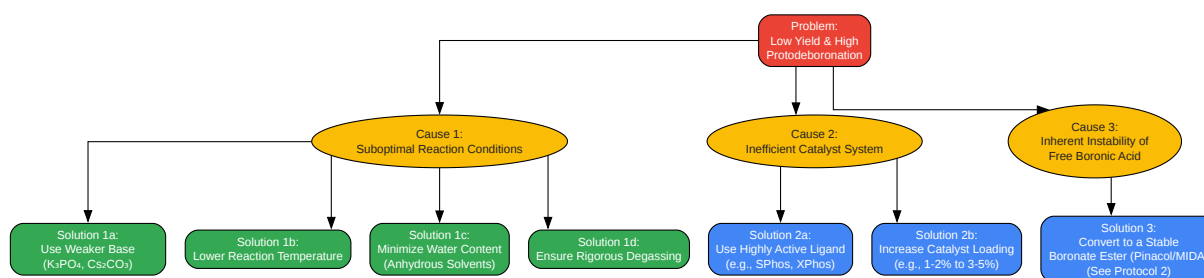 Problem:
Low Yield & High
Protodeboronation
Cause 1:
Suboptimal Reaction Conditions
Cause 2:
Inefficient Catalyst System
Cause 3:
Inherent Instability of
Free Boronic Acid
Solution 1a:
Use Weaker Base
(K₃PO₄, Cs₂CO₃)
Solution 1b:
Lower Reaction Temperature
Solution 1c:
Minimize Water Content
(Anhydrous Solvents)
Solution 1d:
Ensure Rigorous Degassing
Solution 2a:
Use Highly Active Ligand
(e.g., SPhos, XPhos)
Solution 2b:
Increase Catalyst Loading
(e.g., 1-2% to 3-5%)
Solution 3:
Convert to a Stable
Boronate Ester (Pinacol/MIDA)
(See Protocol 2)